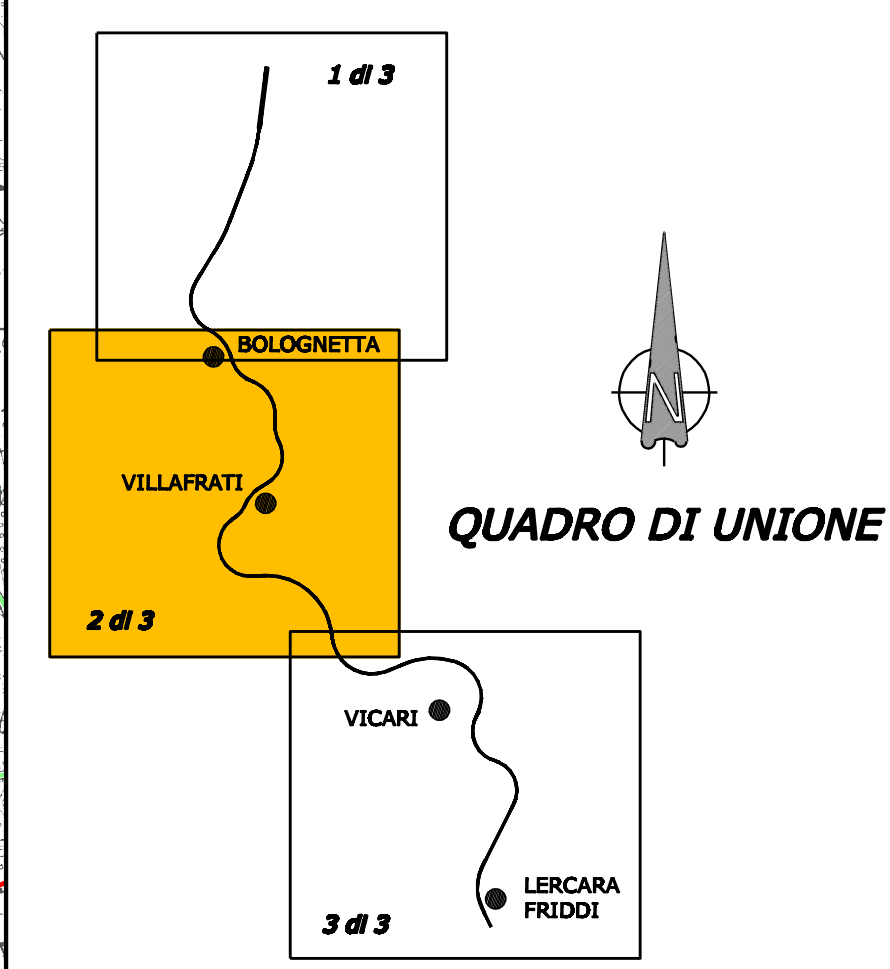 1 di 3
BOLOGNETTA
VILLAFRATI
N
QUADRO DI UNIONE
2 di 3
VICARI
LERCARA
FRIDDI
3 di 3